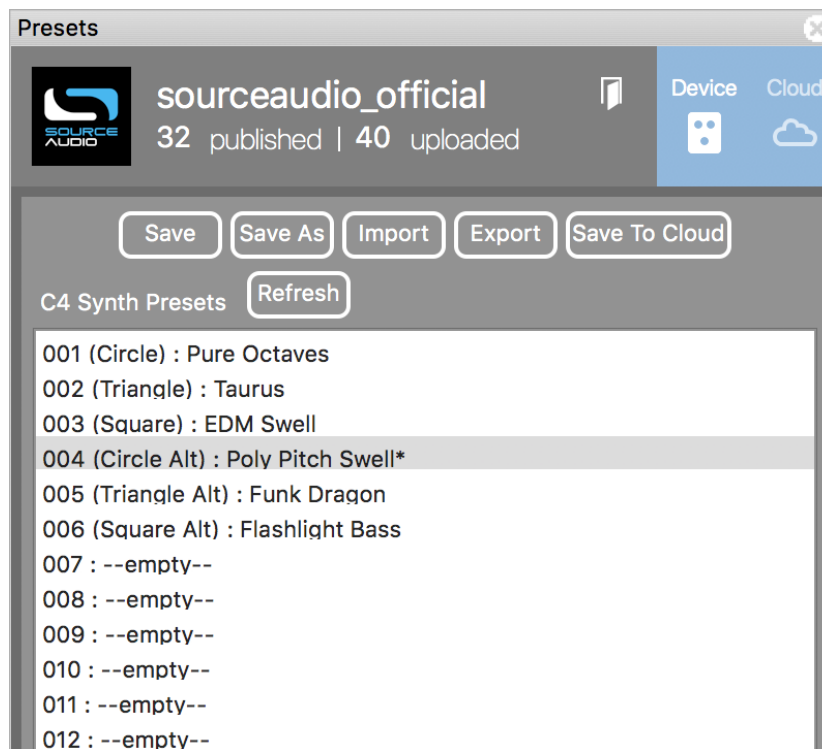 Presets
SOURCE
AUDIO
sourceaudio_official
32 published | 40 uploaded
Device
Cloud
Save
Save As
Import
Export
Save To Cloud
C4 Synth Presets
Refresh
001 (Circle) : Pure Octaves
002 (Triangle) : Taurus
003 (Square) : EDM Swell
004 (Circle Alt) : Poly Pitch Swell*
005 (Triangle Alt) : Funk Dragon
006 (Square Alt) : Flashlight Bass
007 : --empty--
008 : --empty--
009 : --empty--
010 : --empty--
011 : --empty--
012 : --empty--